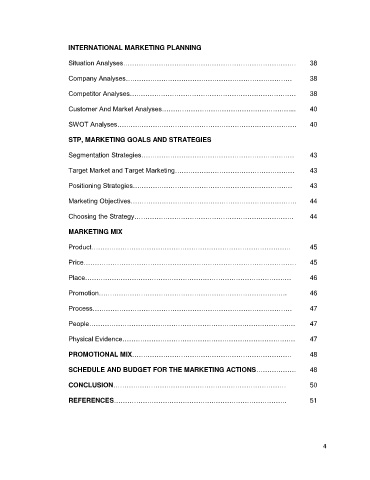 INTERNATIONAL MARKETING PLANNING
Situation Analyses……………………………………………………………………… 38
Company Analyses…………………………………………………………………… 38
Competitor Analyses…………………………………………………………………… 38
Customer And Market Analyses……………………………………………………… 40
SWOT Analyses………………………………………………………………………… 40
STP, MARKETING GOALS AND STRATEGIES
Segmentation Strategies……………………………………………………………… 43
Target Market and Target Marketing………………………………………………… 43
Positioning Strategies………………………………………………………………… 43
Marketing Objectives…………………………………………………………………… 44
Choosing the Strategy………………………………………………………………… 44
MARKETING MIX
Product………………………………………………………………………………… 45
Price……………………………………………………………………………………… 45
Place…………………………………………………………………………………… 46
Promotion……………………………………………………………………………… 46
Process………………………………………………………………………………… 47
People…………………………………………………………………………………… 47
Physical Evidence……………………………………………………………………… 47
PROMOTIONAL MIX………………………………………………………………… 48
SCHEDULE AND BUDGET FOR THE MARKETING ACTIONS……………… 48
CONCLUSION………………………………………………………………………… 50
REFERENCES………………………………………………………………………… 51
4